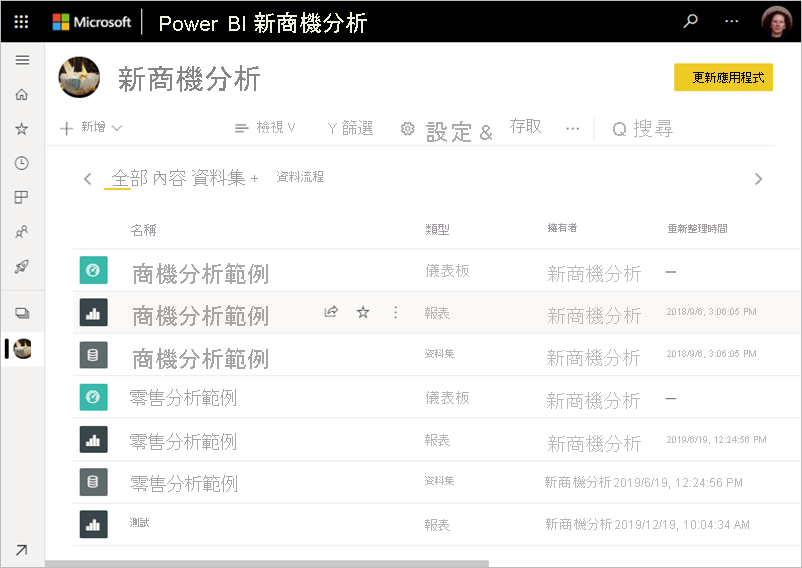 Microsoft Power BI 新商機分析
新商機分析 更新應用程式
新增 檢視 V Y 篩選 設定 & 存取 ... Q 搜尋
全部 內容 資料集 + 資料流程
名稱 類型 擁有者 重新整理時間
商機分析範例 儀表板 新商機分析 —
商機分析範例 報表 新商機分析 2018/9/6, 3:06:05 PM
商機分析範例 資料集 新商機分析 2018/9/6, 3:06:05 PM
零售分析範例 儀表板 新商機分析 —
零售分析範例 報表 新商機分析 2019/6/19, 12:24:56 PM
零售分析範例 資料集 新商機分析 2019/6/19, 12:24:56 PM
測試 報表 新商機分析 2019/12/19, 10:04:34 AM